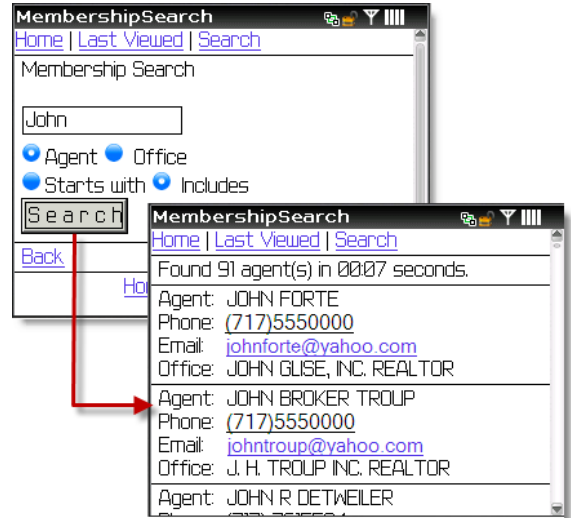 MembershipSearch
Home | Last Viewed | Search
Membership Search
John
Agent Office
Starts with Includes
Search
Back
MembershipSearch
Home | Last Viewed | Search
Found 91 agent(s) in 00:07 seconds.
Agent: JOHN FORTE
Phone: (717)5550000
Email: johnforte@yahoo.com
Office: JOHN GLISE, INC. REALTOR
Agent: JOHN BROKER TROUP
Phone: (717)5550000
Email: johntroup@yahoo.com
Office: J. H. TROUP INC. REALTOR
Agent: JOHN R DETWEILER